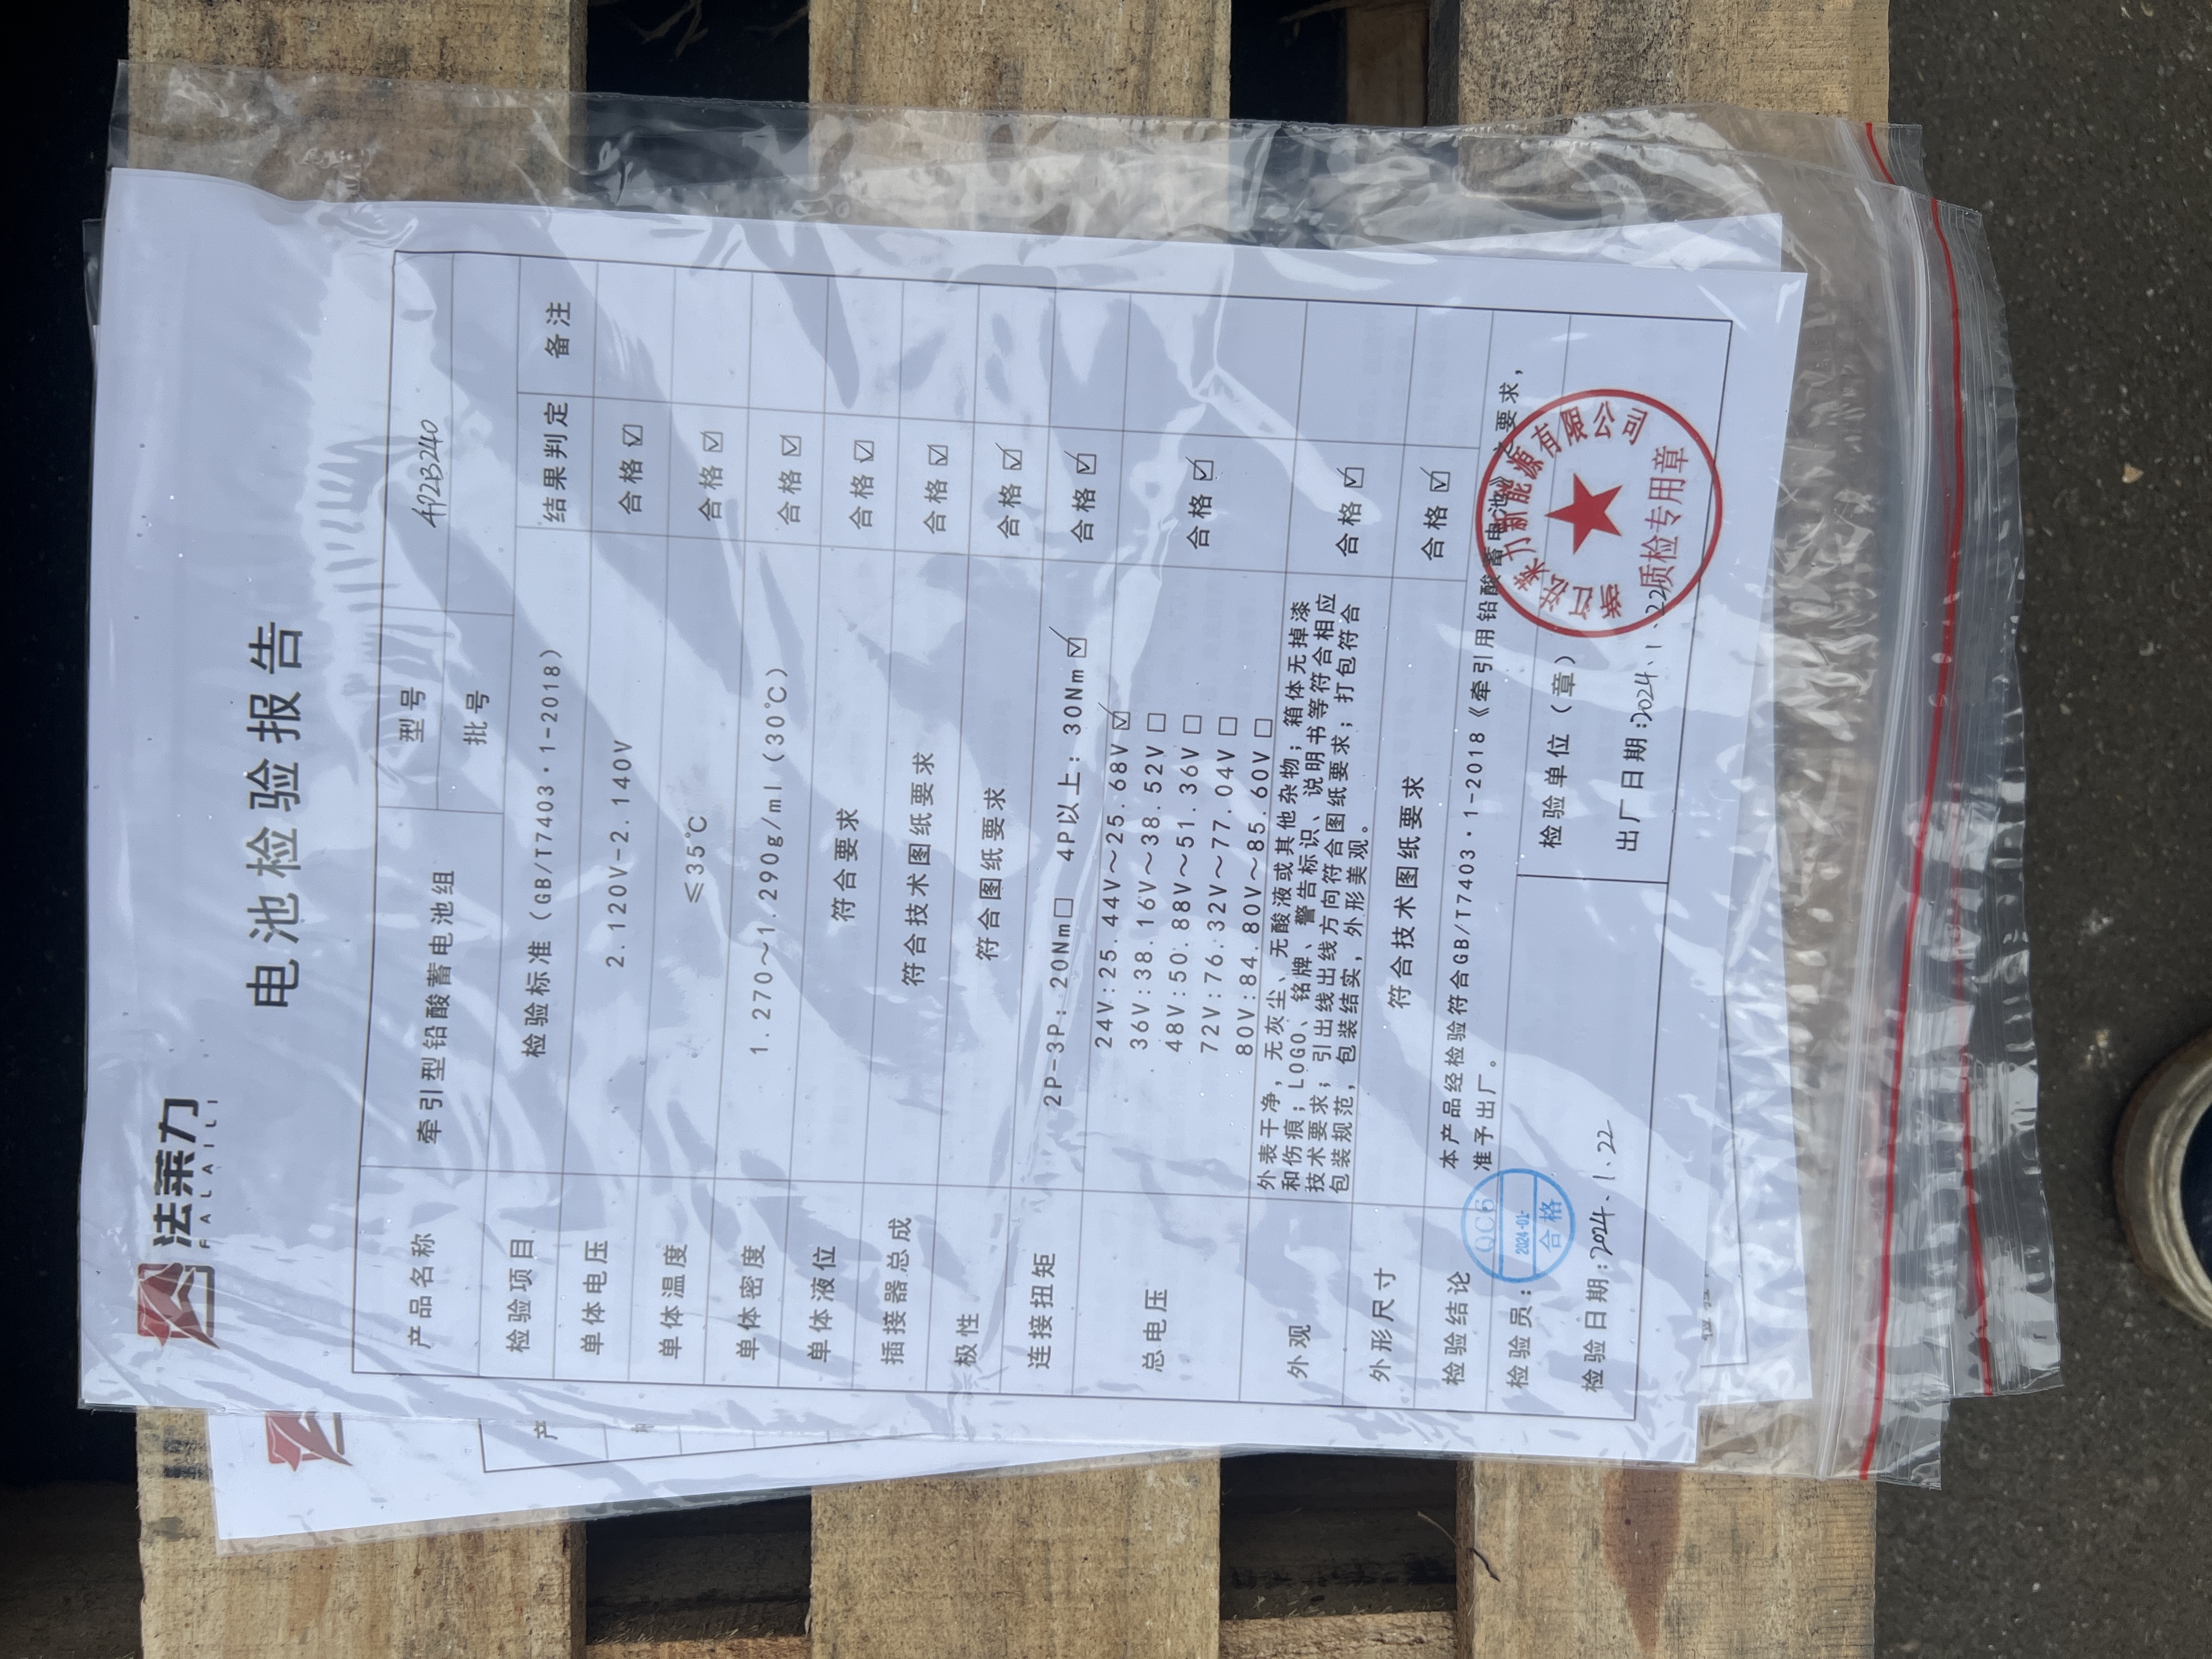 法莱力
FALAILI
电池检验报告
产品名称 牵引型铅酸蓄电池组 型号
批号
检验项目 检验标准（GB/T7403·1-2018） 结果判定 备注
单体电压 2.120V-2.140V 合格☑
单体温度 ≤35℃ 合格☑
单体密度 1.270～1.290g/ml（30℃） 合格☑
单体液位 符合要求 合格☑
插接器总成 符合技术图纸要求 合格☑
极性 符合图纸要求 合格☑
连接扭矩 2P-3P：20Nm□ 4P以上：30Nm☑ 合格☑
24V:25.44V～25.68V☑
36V:38.16V～38.52V□
总电压 48V:50.88V～51.36V□ 合格☑
72V:76.32V～77.04V□
80V:84.80V～85.60V□
外表干净，无灰尘、无酸液或其他杂物；箱体无掉漆
和伤痕；LOGO、铭牌、警告标识、说明书等符合相应
外观 技术要求；引出线出线方向符合图纸要求；打包符合 合格☑
包装规范，包装结实，外形美观。
外形尺寸 符合技术图纸要求 合格☑
检验结论 本产品经检验符合GB/T7403·1-2018《牵引用铅酸蓄电池》 要求，
准予出厂。
检验员： 检验单位（章）
QC6
2024-01-
合格
检验日期:2024、1、22 出厂日期:2024、1、22
莱力新能源有限公司
质检专用章
产